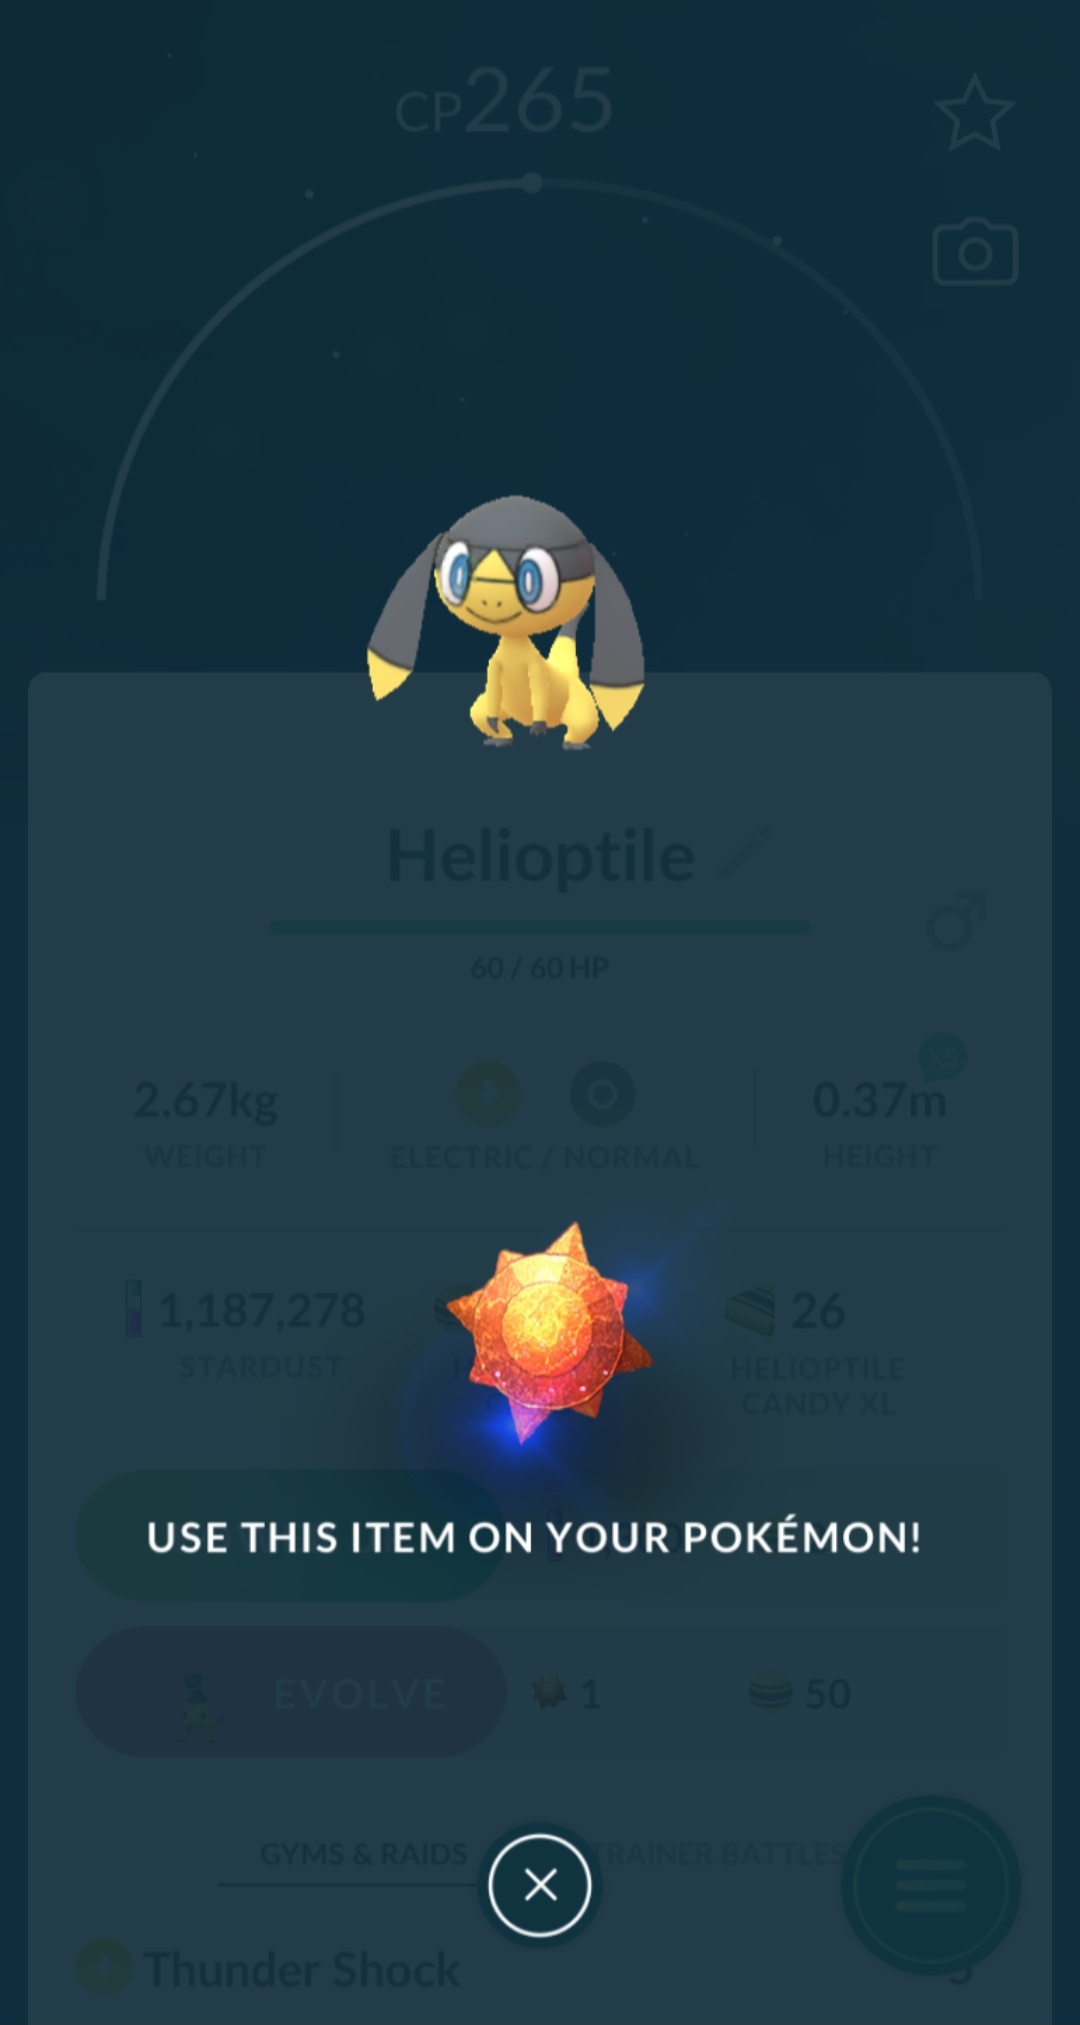 CP265
Helioptile
60 / 60 HP
XS
2.67kg
0.37m
WEIGHT
ELECTRIC / NORMAL
HEIGHT
1,187,278
26
STARDUST
HELIOPTILE
CANDY XL
USE THIS ITEM ON YOUR POKÉMON!
EVOLVE
1
50
GYMS & RAIDS
TRAINER BATTLES
Thunder Shock